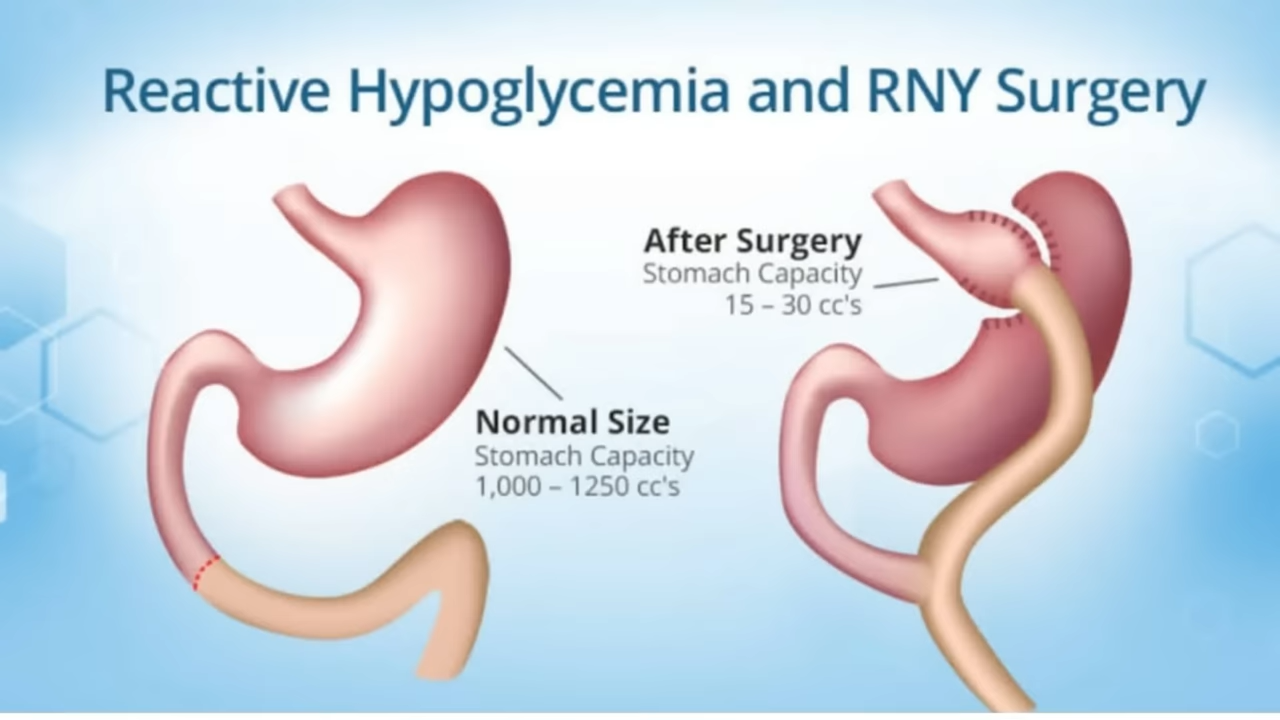 Reactive Hypoglycemia and RNY Surgery
After Surgery
Stomach Capacity
15 – 30 cc's
Normal Size
Stomach Capacity
1,000 – 1250 cc's